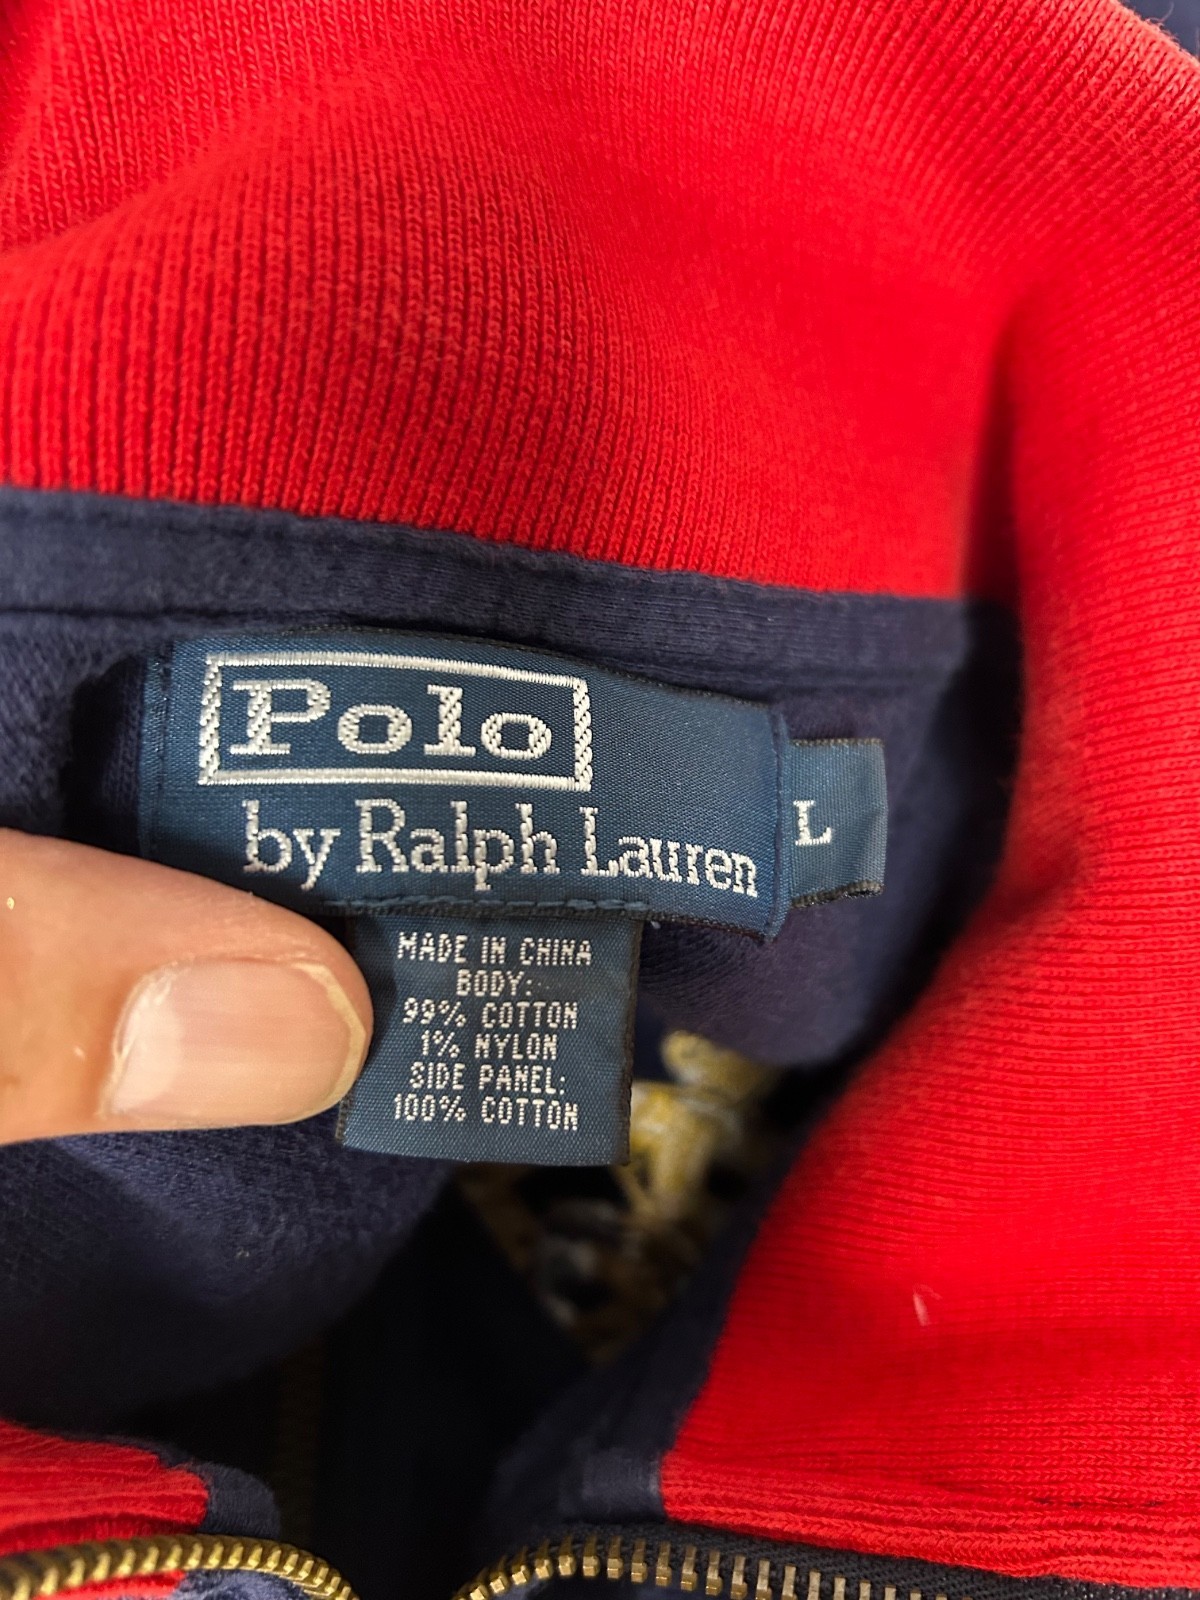 Polo
by Ralph Lauren
L
MADE IN CHINA
BODY:
99% COTTON
1% NYLON
SIDE PANEL:
100% COTTON